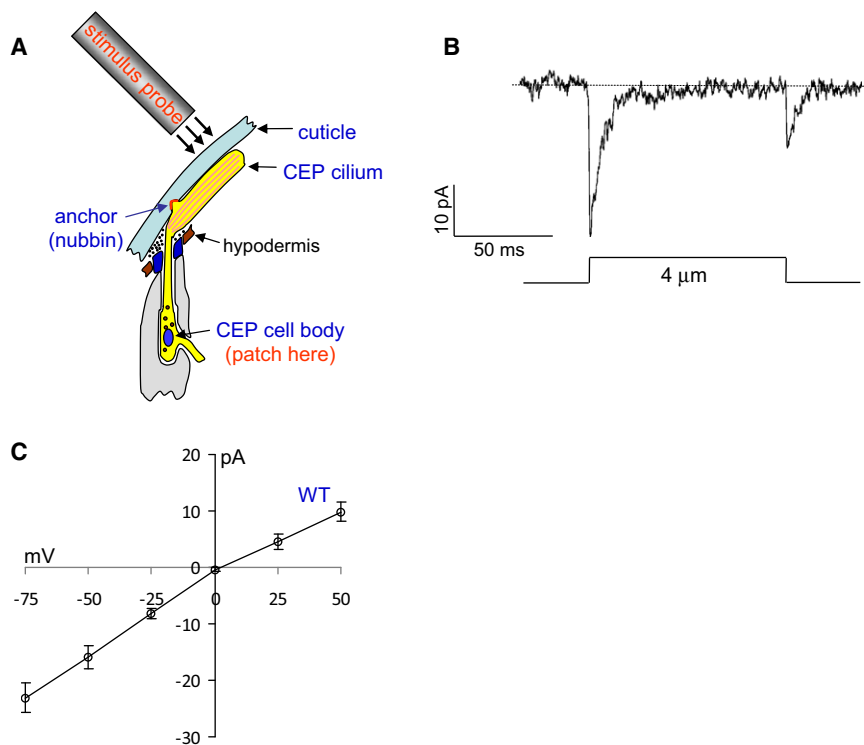 A
stimulus probe
cuticle
CEP cilium
anchor
(nubbin)
hypodermis
CEP cell body
(patch here)
B
10 pA
50 ms
4 μm
C
20
pA
WT
10
mV
0
-75
-50
-25
0
25
50
-10
-20
-30